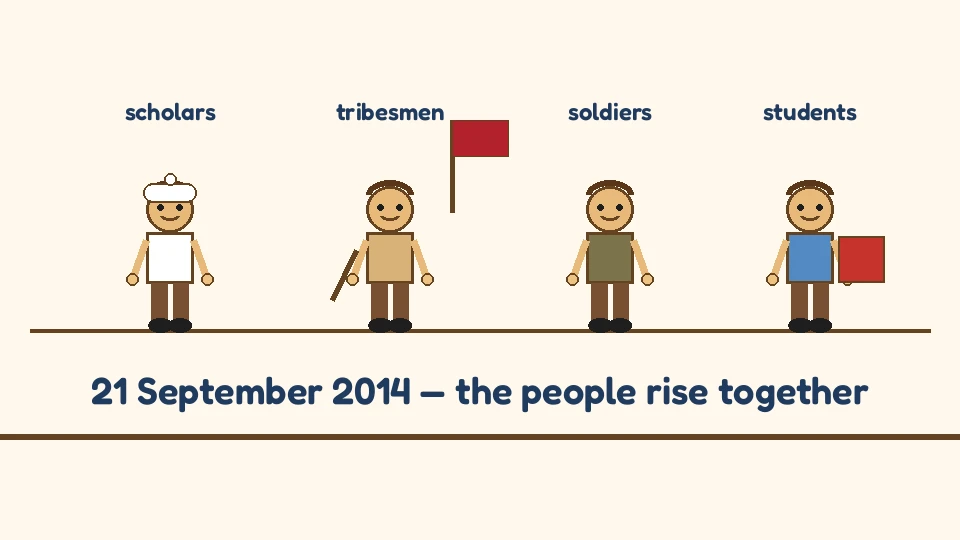 scholars
tribesmen
soldiers
students
21 September 2014 – the people rise together